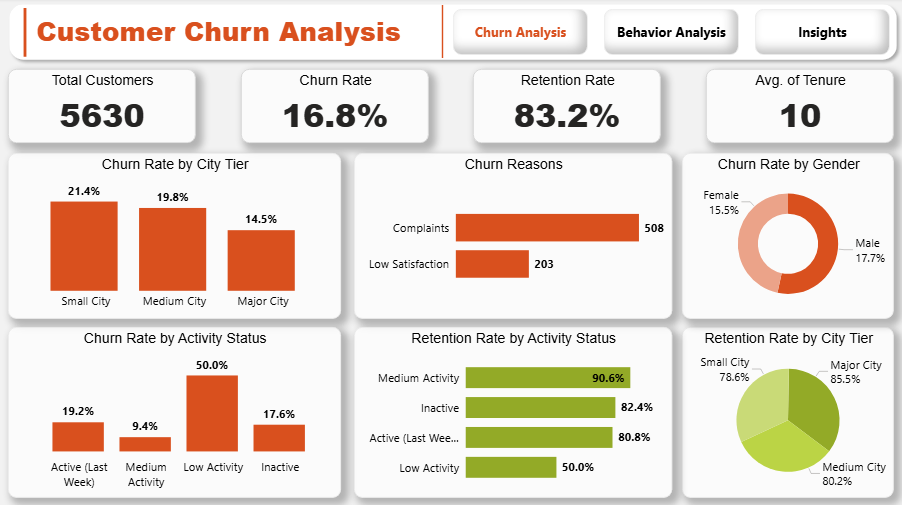 Customer Churn Analysis
Churn Analysis
Behavior Analysis
Insights
Total Customers
5630
Churn Rate
16.8%
Retention Rate
83.2%
Avg. of Tenure
10
Churn Rate by City Tier
21.4%
19.8%
14.5%
Small City
Medium City
Major City
Churn Reasons
Complaints
508
Low Satisfaction
203
Churn Rate by Gender
Female
15.5%
Male
17.7%
Churn Rate by Activity Status
50.0%
19.2%
9.4%
17.6%
Active (Last
Week)
Medium
Activity
Low Activity
Inactive
Retention Rate by Activity Status
Medium Activity
90.6%
Inactive
82.4%
Active (Last Wee...
80.8%
Low Activity
50.0%
Retention Rate by City Tier
Small City
78.6%
Major City
85.5%
Medium City
80.2%